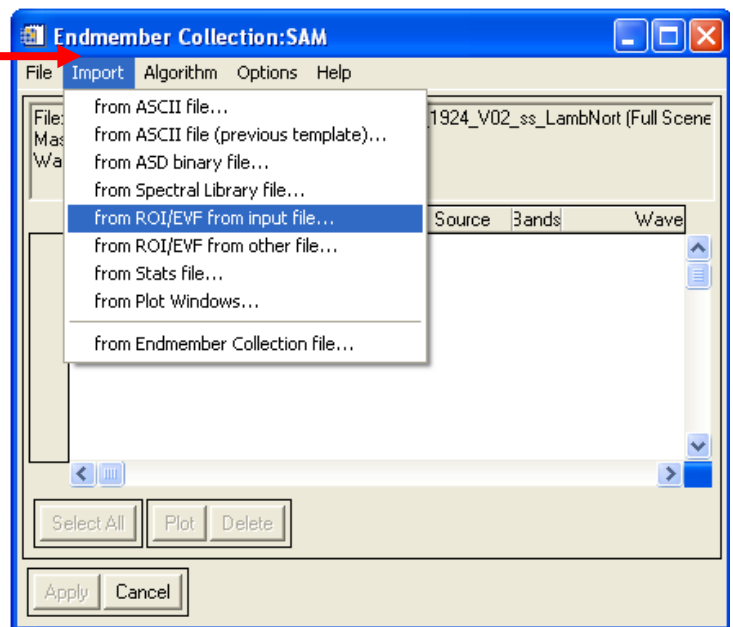 Endmember Collection:SAM
File Import Algorithm Options Help
from ASCII file...
File: 1924_V02_ss_LambNort (Full Scene
from ASCII file (previous template)...
Mas
from ASD binary file...
Wa
from Spectral Library file...
from ROI/EVF from input file...
Source Bands Wave
from ROI/EVF from other file...
from Stats file...
from Plot Windows...
from Endmember Collection file...
Select All Plot Delete
Apply Cancel